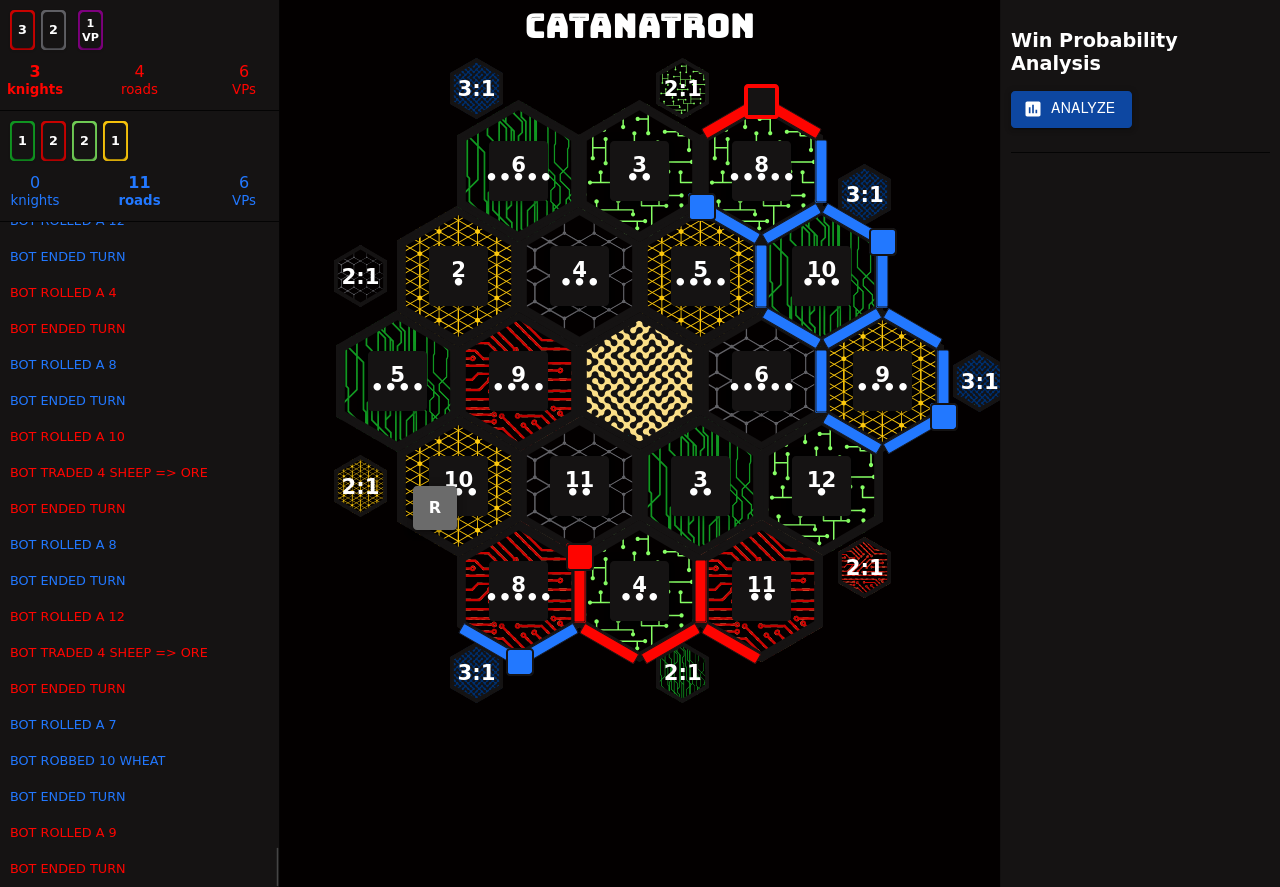 3 2 1 VP
3 4 6
knights roads VPs
1 2 2 1
0 11 6
knights roads VPs
BOT ROLLED A 12
BOT ENDED TURN
BOT ROLLED A 4
BOT ENDED TURN
BOT ROLLED A 8
BOT ENDED TURN
BOT ROLLED A 10
BOT TRADED 4 SHEEP => ORE
BOT ENDED TURN
BOT ROLLED A 8
BOT ENDED TURN
BOT ROLLED A 12
BOT TRADED 4 SHEEP => ORE
BOT ENDED TURN
BOT ROLLED A 7
BOT ROBBED 10 WHEAT
BOT ENDED TURN
BOT ROLLED A 9
BOT ENDED TURN
CATANATRON
3:1 2:1
6 3 8
3:1
2:1 2 4 5 10
5 9 6 9 3:1
2:1 10 11 3 12
R
8 4 11 2:1
3:1 2:1
Win Probability
Analysis
ANALYZE